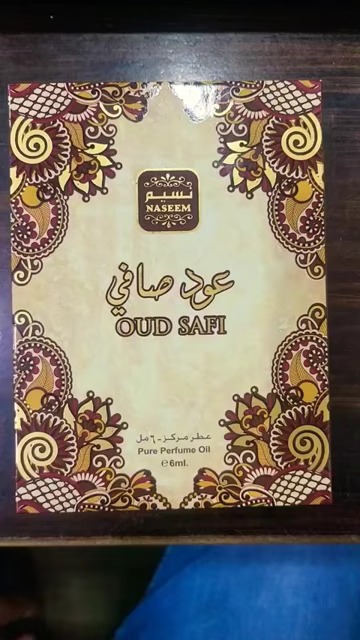 نسيم
NASEEM
عود صافي
OUD SAFI
عطر مركز - ٦ مل
Pure Perfume Oil
℮ 6ml.